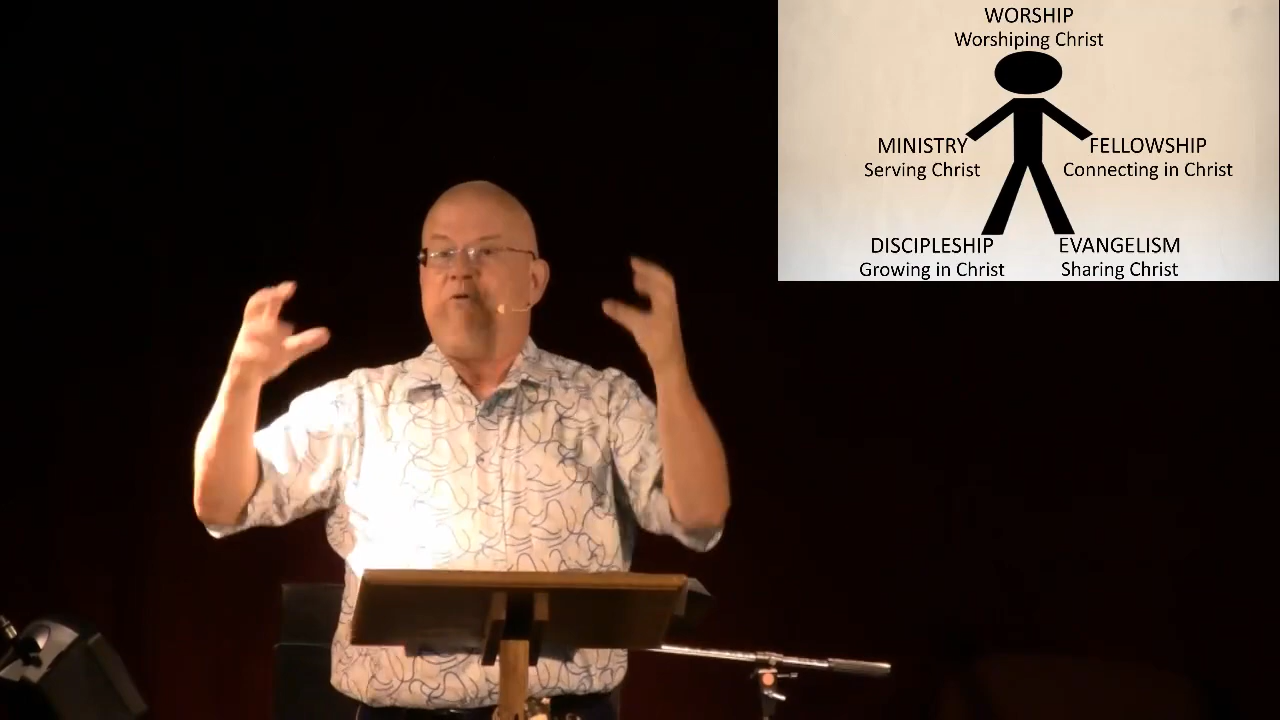 WORSHIP
Worshiping Christ
MINISTRY
Serving Christ
FELLOWSHIP
Connecting in Christ
DISCIPLESHIP
Growing in Christ
EVANGELISM
Sharing Christ